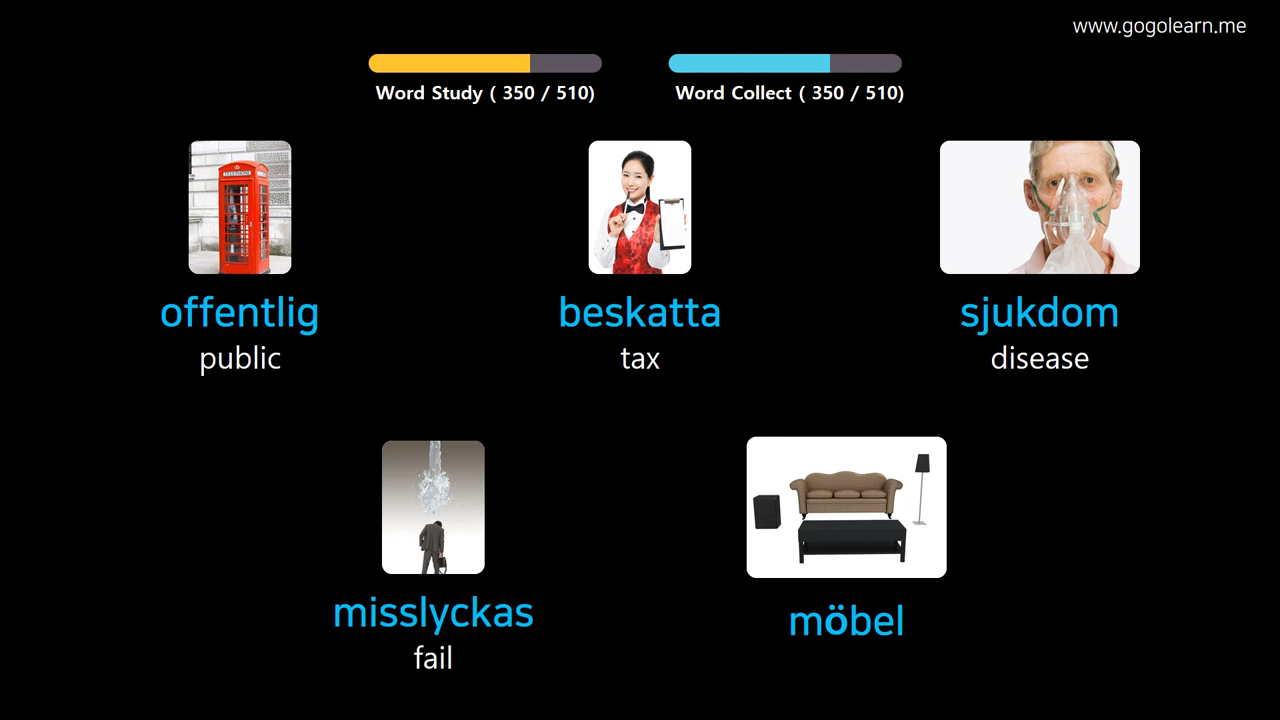 www.gogolearn.me
Word Study ( 350 / 510)
Word Collect ( 350 / 510)
TELEPHONE
offentlig
public
beskatta
tax
sjukdom
disease
misslyckas
fail
möbel